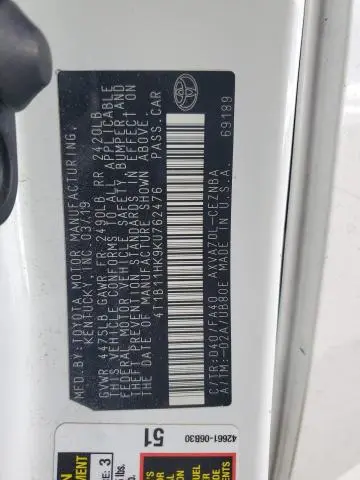 MFD. BY: TOYOTA MOTOR MANUFACTURING,
KENTUCKY, INC. 03/19
GVWR 4475LB GAWR FR 2490LB RR 2420LB
THIS VEHICLE CONFORMS TO ALL APPLICABLE
FEDERAL MOTOR VEHICLE SAFETY, BUMPER, AND
THEFT PREVENTION STANDARDS IN EFFECT ON
THE DATE OF MANUFACTURE SHOWN ABOVE.
4T1B11HK9KU762476 PASS. CAR
C/TR: 040/FA40 AXVA70L-CEZNBA
A/TM:-02A/UB80E MADE IN U.S.A.
69189
TOYOTA
51
42661-06B30
3
lbs.